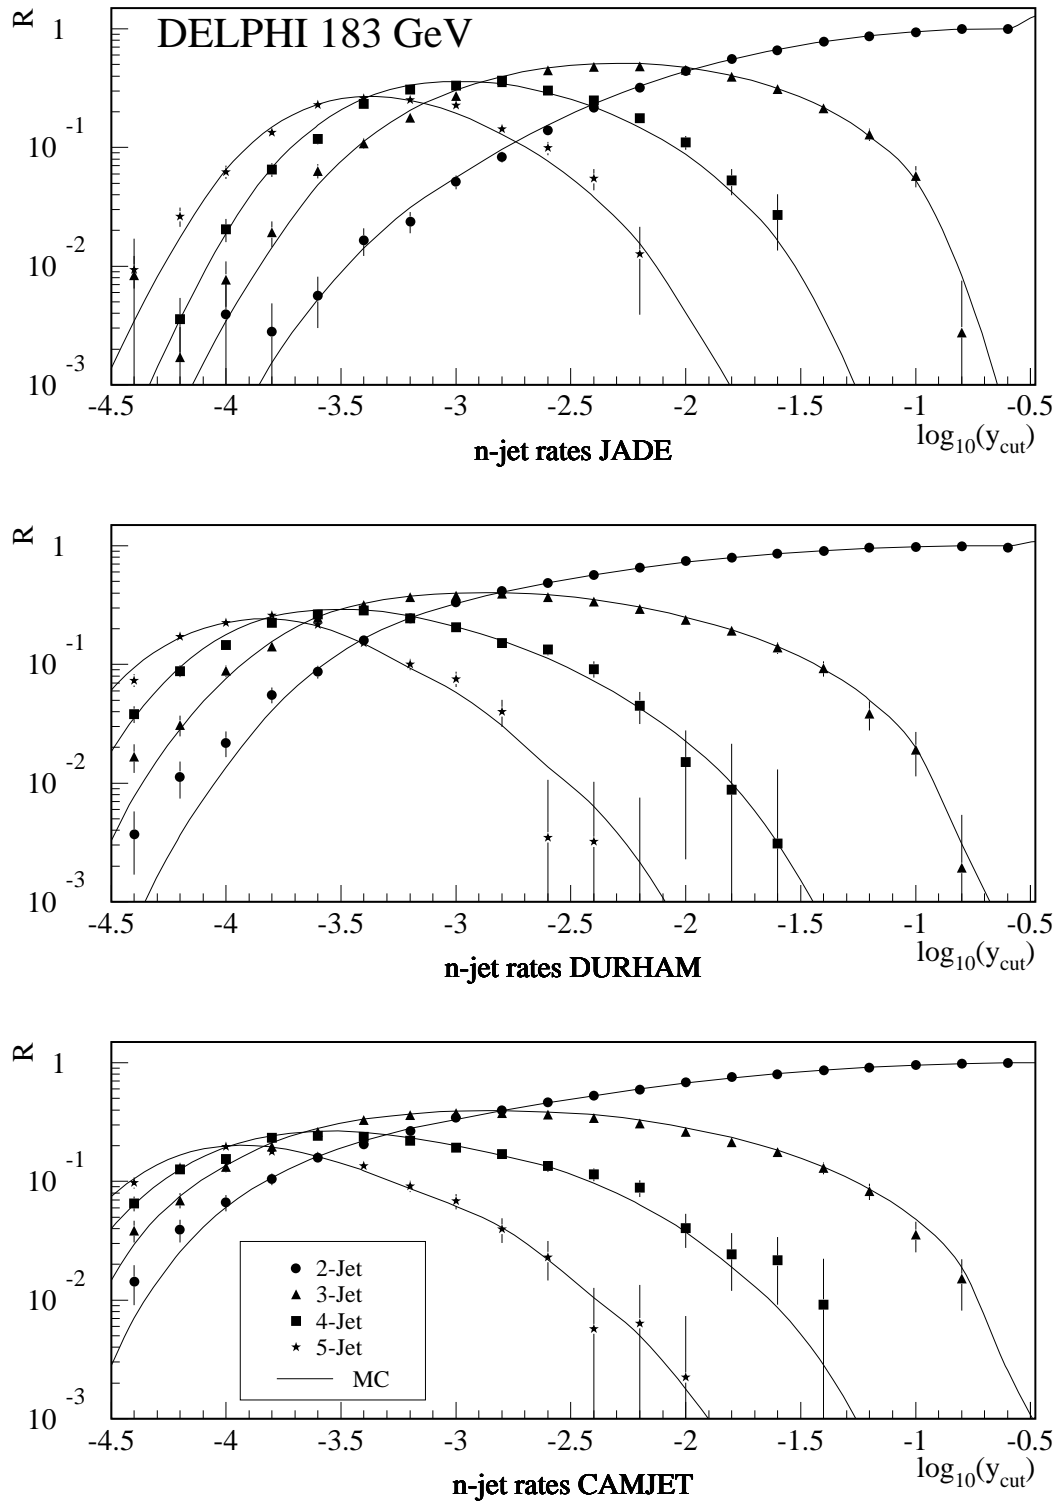 R
DELPHI 183 GeV
1
10 -1
10 -2
10 -3
-4.5 -4 -3.5 -3 -2.5 -2 -1.5 -1 -0.5
log10(ycut)
n-jet rates JADE
R
1
10 -1
10 -2
10 -3
-4.5 -4 -3.5 -3 -2.5 -2 -1.5 -1 -0.5
log10(ycut)
n-jet rates DURHAM
R
1
10 -1
10 -2
10 -3
2-Jet
3-Jet
4-Jet
5-Jet
MC
-4.5 -4 -3.5 -3 -2.5 -2 -1.5 -1 -0.5
log10(ycut)
n-jet rates CAMJET